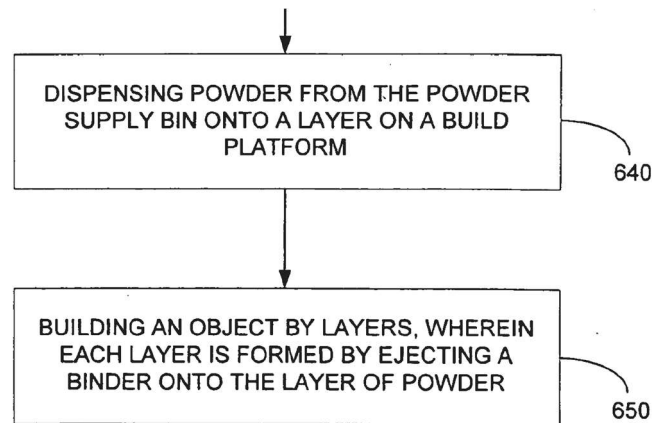 DISPENSING POWDER FROM THE POWDER
SUPPLY BIN ONTO A LAYER ON A BUILD
PLATFORM
640
BUILDING AN OBJECT BY LAYERS, WHEREIN
EACH LAYER IS FORMED BY EJECTING A
BINDER ONTO THE LAYER OF POWDER
650